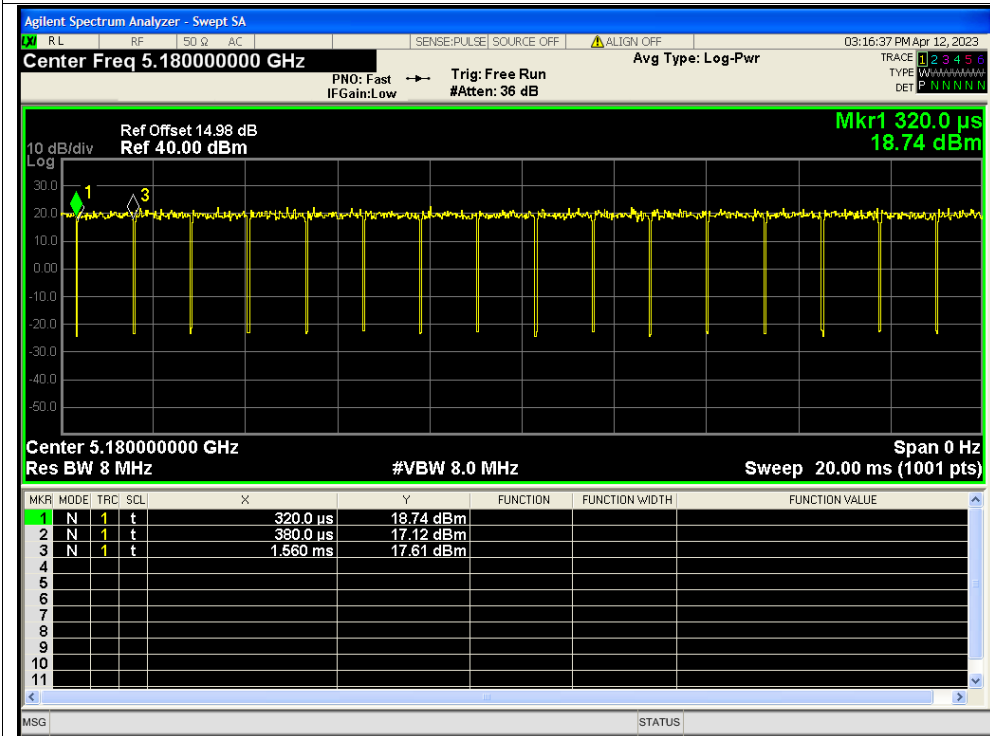 Agilent Spectrum Analyzer - Swept SA
LXI RL RF 50 Ω AC SENSE:PULSE SOURCE OFF ALIGN OFF 03:16:37 PM Apr 12, 2023
Center Freq 5.180000000 GHz Avg Type: Log-Pwr TRACE 1 2 3 4 5 6
PNO: Fast Trig: Free Run TYPE WWWWWWWW
IFGain:Low #Atten: 36 dB DET P N N N N N
Mkr1 320.0 µs
Ref Offset 14.98 dB
10 dB/div Ref 40.00 dBm 18.74 dBm
Log
30.0
1 3
20.0
10.0
0.00
-10.0
-20.0
-30.0
-40.0
-50.0
Center 5.180000000 GHz Span 0 Hz
Res BW 8 MHz #VBW 8.0 MHz Sweep 20.00 ms (1001 pts)
MKR MODE TRC SCL X Y FUNCTION FUNCTION WIDTH FUNCTION VALUE
1 N 1 t 320.0 µs 18.74 dBm
2 N 1 t 380.0 µs 17.12 dBm
3 N 1 t 1.560 ms 17.61 dBm
4
5
6
7
8
9
10
11
MSG STATUS